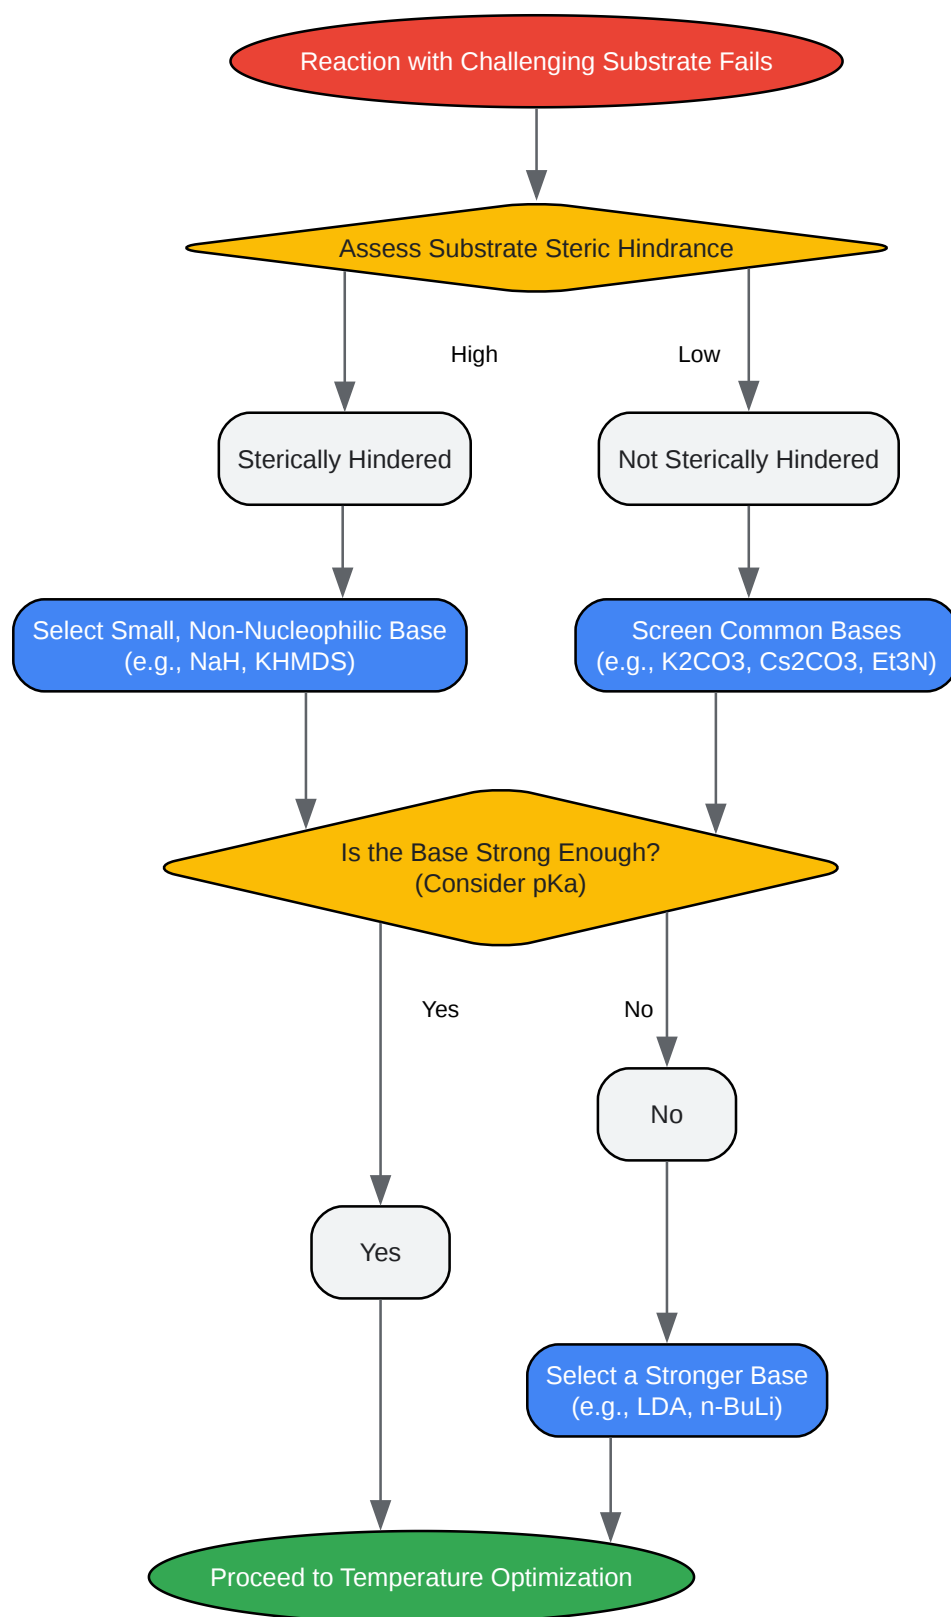 Reaction with Challenging Substrate Fails
Assess Substrate Steric Hindrance
High
Low
Sterically Hindered
Not Sterically Hindered
Select Small, Non-Nucleophilic Base
(e.g., NaH, KHMDS)
Screen Common Bases
(e.g., K2CO3, Cs2CO3, Et3N)
Is the Base Strong Enough?
(Consider pKa)
Yes
No
No
Yes
Select a Stronger Base
(e.g., LDA, n-BuLi)
Proceed to Temperature Optimization